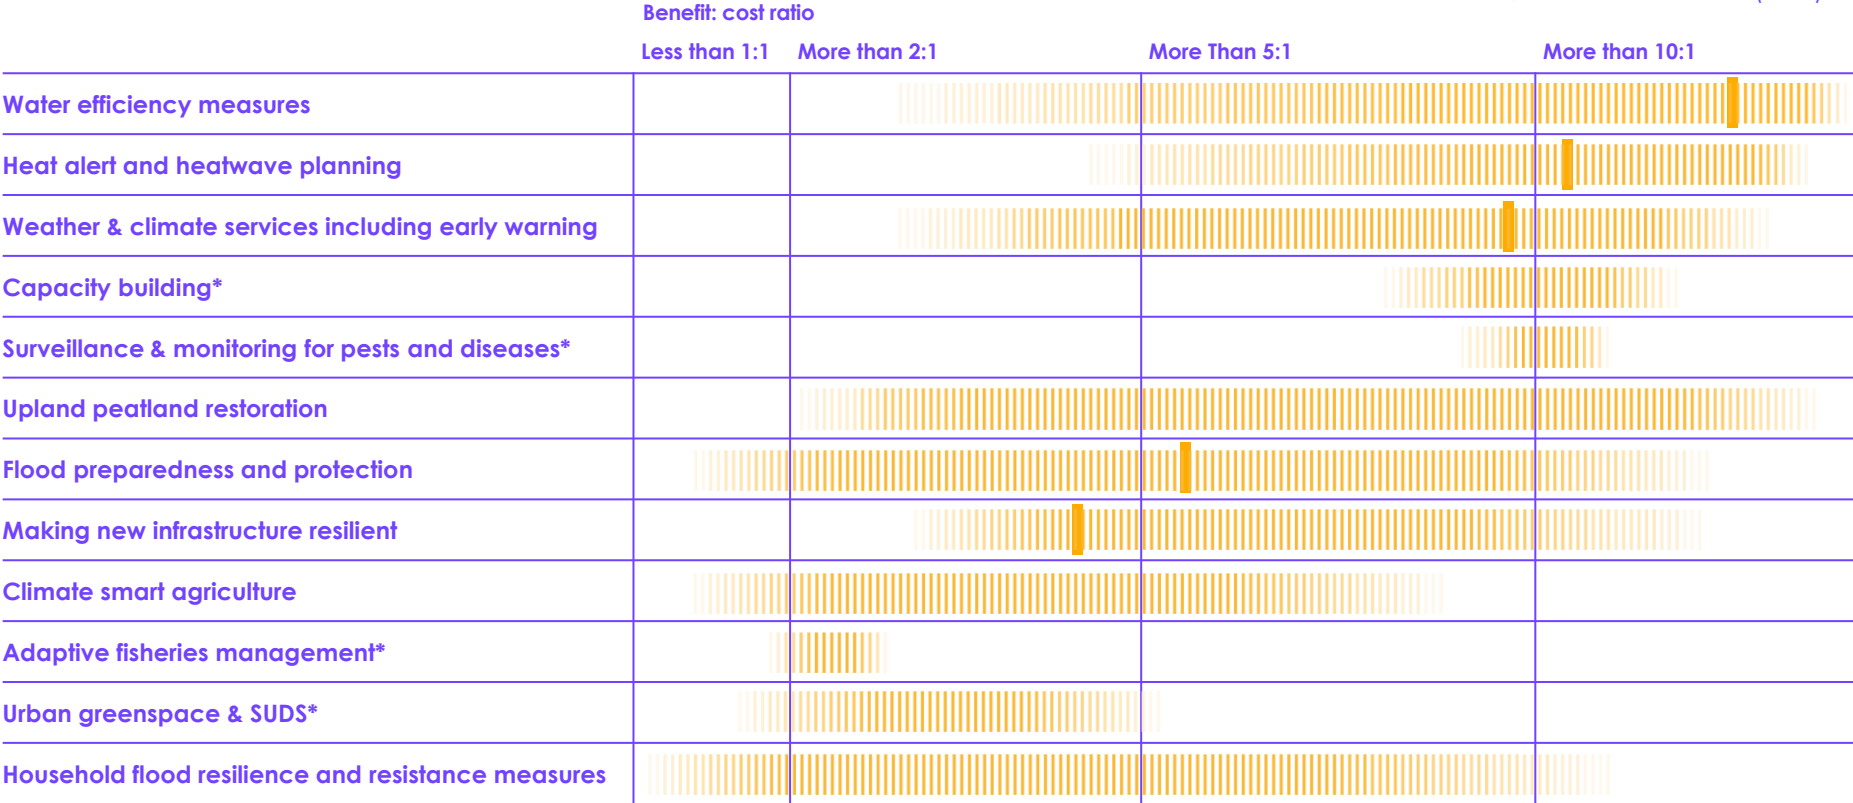 Benefit: cost ratio
Less than 1:1 More than 2:1 More Than 5:1 More than 10:1
Water efficiency measures
Heat alert and heatwave planning
Weather & climate services including early warning
Capacity building*
Surveillance & monitoring for pests and diseases*
Upland peatland restoration
Flood preparedness and protection
Making new infrastructure resilient
Climate smart agriculture
Adaptive fisheries management*
Urban greenspace & SUDS*
Household flood resilience and resistance measures